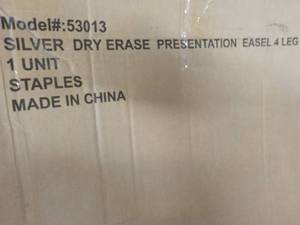 Model#:53013
SILVER DRY ERASE PRESENTATION EASEL 4 LEG
1 UNIT
STAPLES
MADE IN CHINA